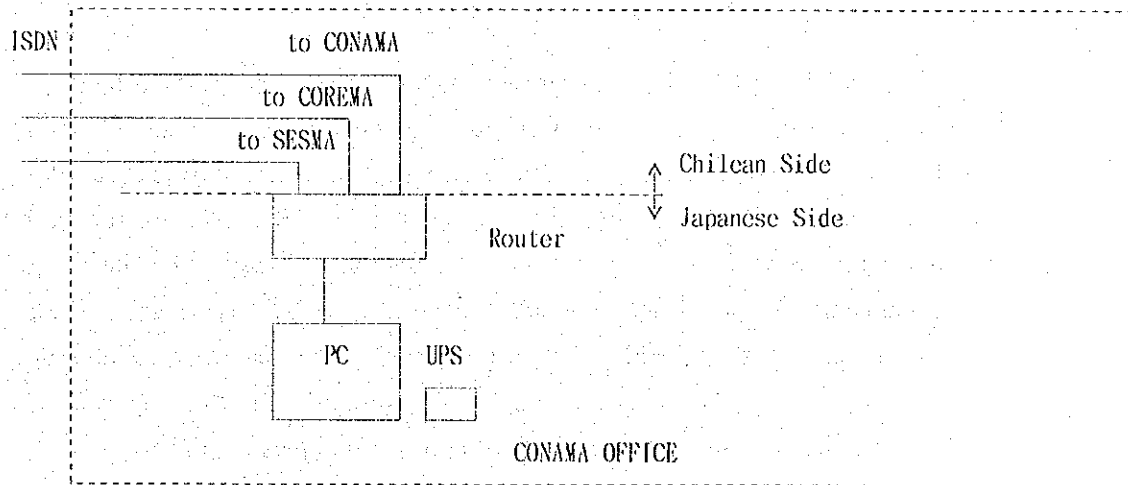 ISDN
to CONAMA
to COREMA
to SESMA
Chilean Side
Japanese Side
Router
PC
UPS
CONAMA OFFICE